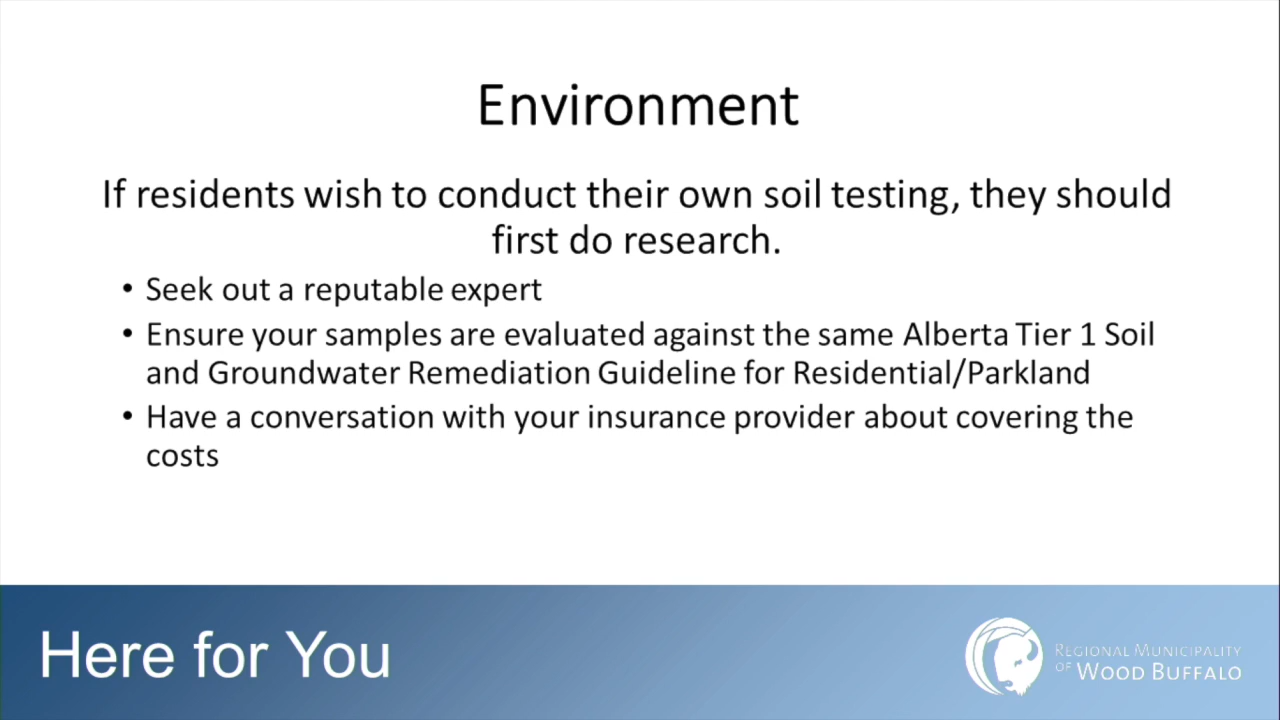 Environment
If residents wish to conduct their own soil testing, they should
first do research.
• Seek out a reputable expert
• Ensure your samples are evaluated against the same Alberta Tier 1 Soil
and Groundwater Remediation Guideline for Residential/Parkland
• Have a conversation with your insurance provider about covering the
costs
Here for You
REGIONAL MUNICIPALITY
OF WOOD BUFFALO